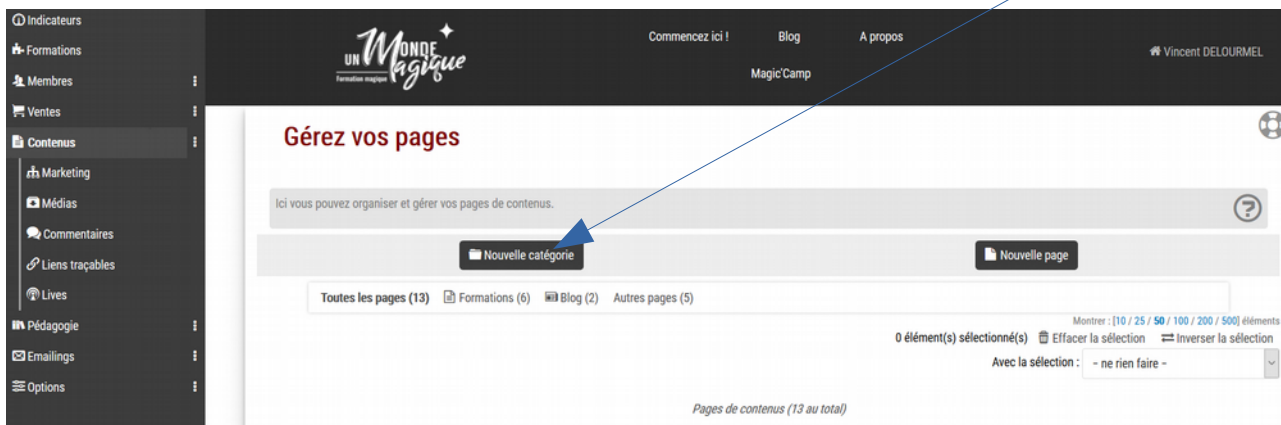 Indicateurs
Formations
Membres
Ventes
Contenus
Marketing
Médias
Commentaires
Liens traçables
Lives
Pédagogie
Emailings
Options
UN MONDE Magique
Formation magique
Commencez ici !
Blog
A propos
Magic'Camp
Vincent DELOURMEL
Gérez vos pages
Ici vous pouvez organiser et gérer vos pages de contenus.
?
Nouvelle catégorie
Nouvelle page
Toutes les pages (13) Formations (6) Blog (2) Autres pages (5)
Montrer : [10 / 25 / 50 / 100 / 200 / 500] éléments
0 élément(s) sélectionné(s) Effacer la sélection Inverser la sélection
Avec la sélection : - ne rien faire -
Pages de contenus (13 au total)